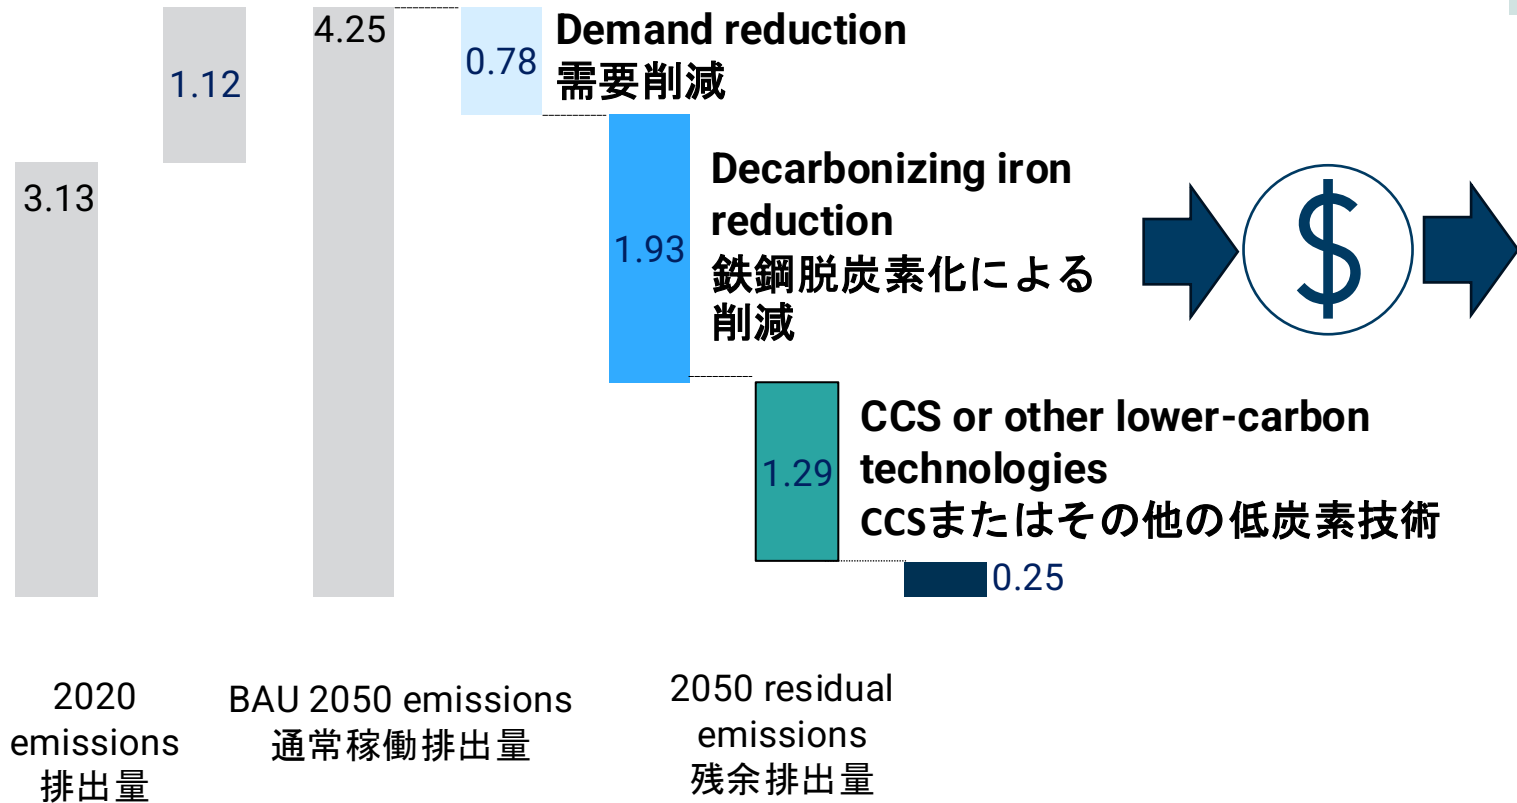 3.13
1.12
4.25
0.78
Demand reduction
需要削減
1.93
Decarbonizing iron
reduction
鉄鋼脱炭素化による
削減
$
1.29
CCS or other lower-carbon
technologies
CCSまたはその他の低炭素技術
0.25
2020
emissions
排出量
BAU 2050 emissions
通常稼働排出量
2050 residual
emissions
残余排出量